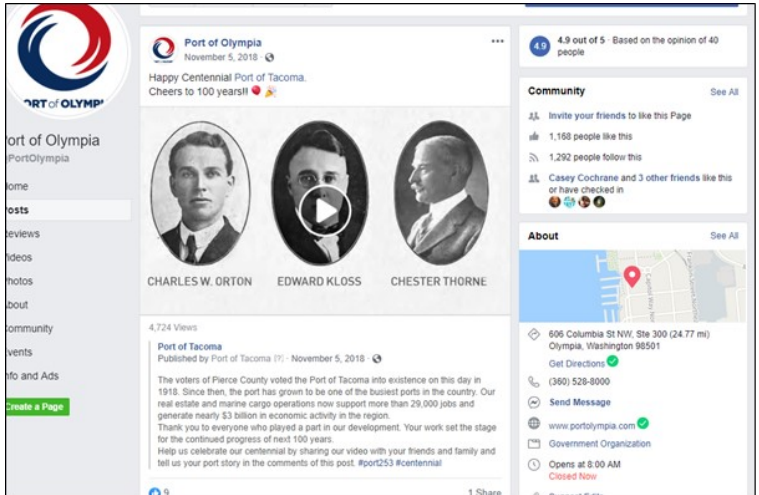 PORT of OLYMPI
Port of Olympia
@PortOlympia
Home
Posts
Reviews
Videos
Photos
About
Community
Events
Info and Ads
Create a Page
Port of Olympia
November 5, 2018 ·
Happy Centennial Port of Tacoma.
Cheers to 100 years!!
CHARLES W. ORTON EDWARD KLOSS CHESTER THORNE
4,724 Views
Port of Tacoma
Published by Port of Tacoma [?] · November 5, 2018 ·
The voters of Pierce County voted the Port of Tacoma into existence on this day in
1918. Since then, the port has grown to be one of the busiest ports in the country. Our
real estate and marine cargo operations now support more than 29,000 jobs and
generate nearly $3 billion in economic activity in the region.
Thank you to everyone who played a part in our development. Your work set the stage
for the continued progress of next 100 years.
Help us celebrate our centennial by sharing our video with your friends and family and
tell us your port story in the comments of this post. #port253 #centennial
9
1 Share
4.9
4.9 out of 5 · Based on the opinion of 40
people
Community
See All
Invite your friends to like this Page
1,168 people like this
1,292 people follow this
Casey Cochrane and 3 other friends like this
or have checked in
About
See All
Capitol Way N
606 Columbia St NW, Ste 300 (24.77 mi)
Olympia, Washington 98501
Get Directions
(360) 528-8000
Send Message
www.portolympia.com
Government Organization
Opens at 8:00 AM
Closed Now